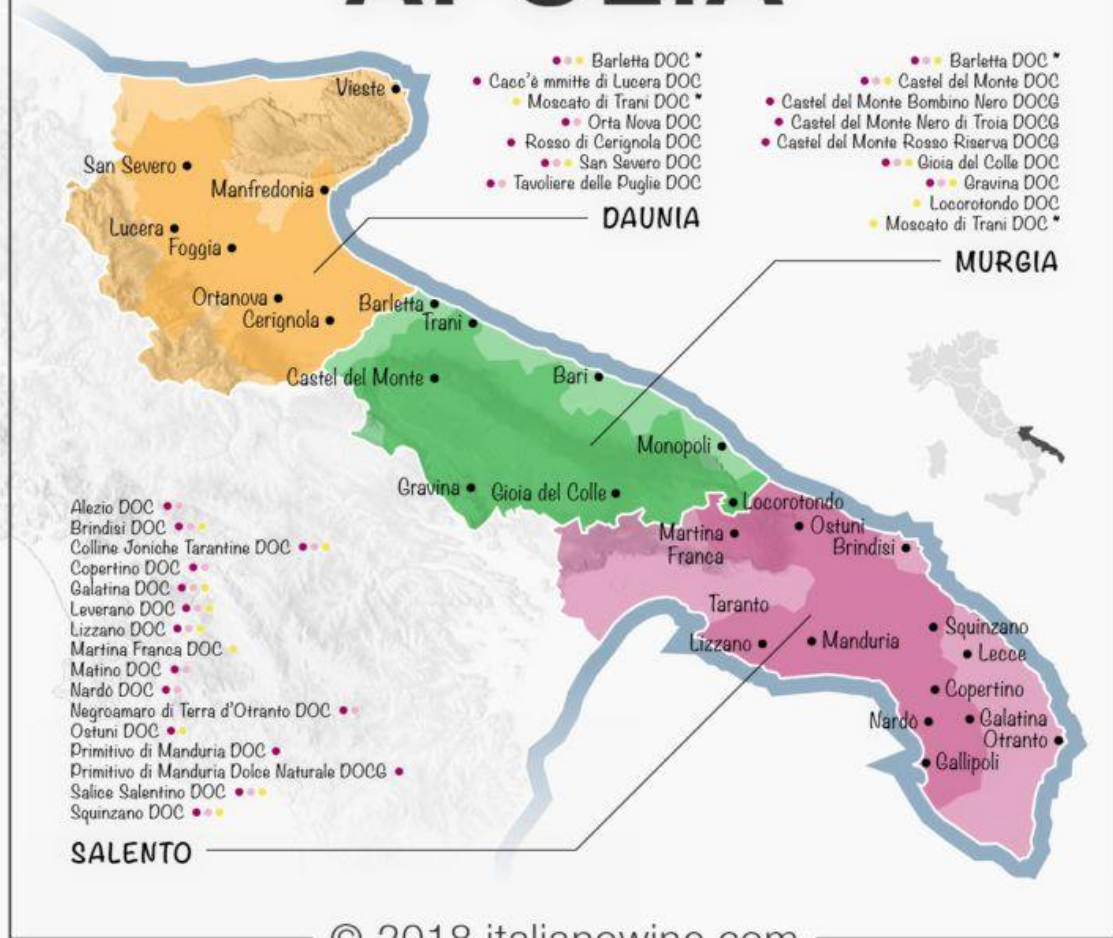 APULIA
Barletta DOC *
Cacc'è mmitte di Lucera DOC
Moscato di Trani DOC *
Orta Nova DOC
Rosso di Cerignola DOC
San Severo DOC
Tavoliere delle Puglie DOC
DAUNIA
Barletta DOC *
Castel del Monte DOC
Castel del Monte Bombino Nero DOCG
Castel del Monte Nero di Troia DOCG
Castel del Monte Rosso Riserva DOCG
Gioia del Colle DOC
Gravina DOC
Locorotondo DOC
Moscato di Trani DOC *
MURGIA
Vieste
San Severo
Manfredonia
Lucera
Foggia
Ortanova
Cerignola
Barletta
Trani
Castel del Monte
Bari
Monopoli
Gravina
Gioia del Colle
Locorotondo
Martina
Franca
Ostuni
Brindisi
Taranto
Lizzano
Manduria
Squinzano
Lecce
Copertino
Nardò
Galatina
Otranto
Gallipoli
Alezio DOC
Brindisi DOC
Colline Joniche Tarantine DOC
Copertino DOC
Galatina DOC
Leverano DOC
Lizzano DOC
Martina Franca DOC
Matino DOC
Nardò DOC
Negroamaro di Terra d'Otranto DOC
Ostuni DOC
Primitivo di Manduria DOC
Primitivo di Manduria Dolce Naturale DOCG
Salice Salentino DOC
Squinzano DOC
SALENTO
© 2018 italianowine.com